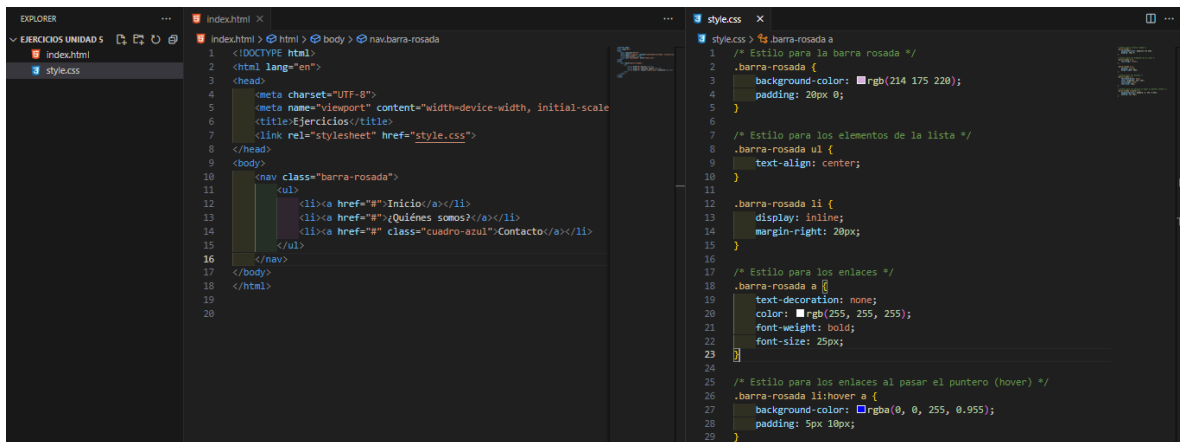 EXPLORER
EJERCICIOS UNIDAD 5
index.html
style.css
index.html
index.html > html > body > nav.barra-rosada
1 <!DOCTYPE html>
2 <html lang="en">
3 <head>
4 <meta charset="UTF-8">
5 <meta name="viewport" content="width=device-width, initial-scale
6 <title>Ejercicios</title>
7 <link rel="stylesheet" href="style.css">
8 </head>
9 <body>
10 <nav class="barra-rosada">
11 <ul>
12 <li><a href="#">Inicio</a></li>
13 <li><a href="#">¿Quiénes somos?</a></li>
14 <li><a href="#" class="cuadro-azul">Contacto</a></li>
15 </ul>
16 </nav>
17 </body>
18 </html>
19
20
style.css
style.css > .barra-rosada a
1 /* Estilo para la barra rosada */
2 .barra-rosada {
3 background-color: rgb(214 175 220);
4 padding: 20px 0;
5 }
6
7 /* Estilo para los elementos de la lista */
8 .barra-rosada ul {
9 text-align: center;
10 }
11
12 .barra-rosada li {
13 display: inline;
14 margin-right: 20px;
15 }
16
17 /* Estilo para los enlaces */
18 .barra-rosada a {
19 text-decoration: none;
20 color: rgb(255, 255, 255);
21 font-weight: bold;
22 font-size: 25px;
23 }
24
25 /* Estilo para los enlaces al pasar el puntero (hover) */
26 .barra-rosada li:hover a {
27 background-color: rgba(0, 0, 255, 0.955);
28 padding: 5px 10px;
29 }